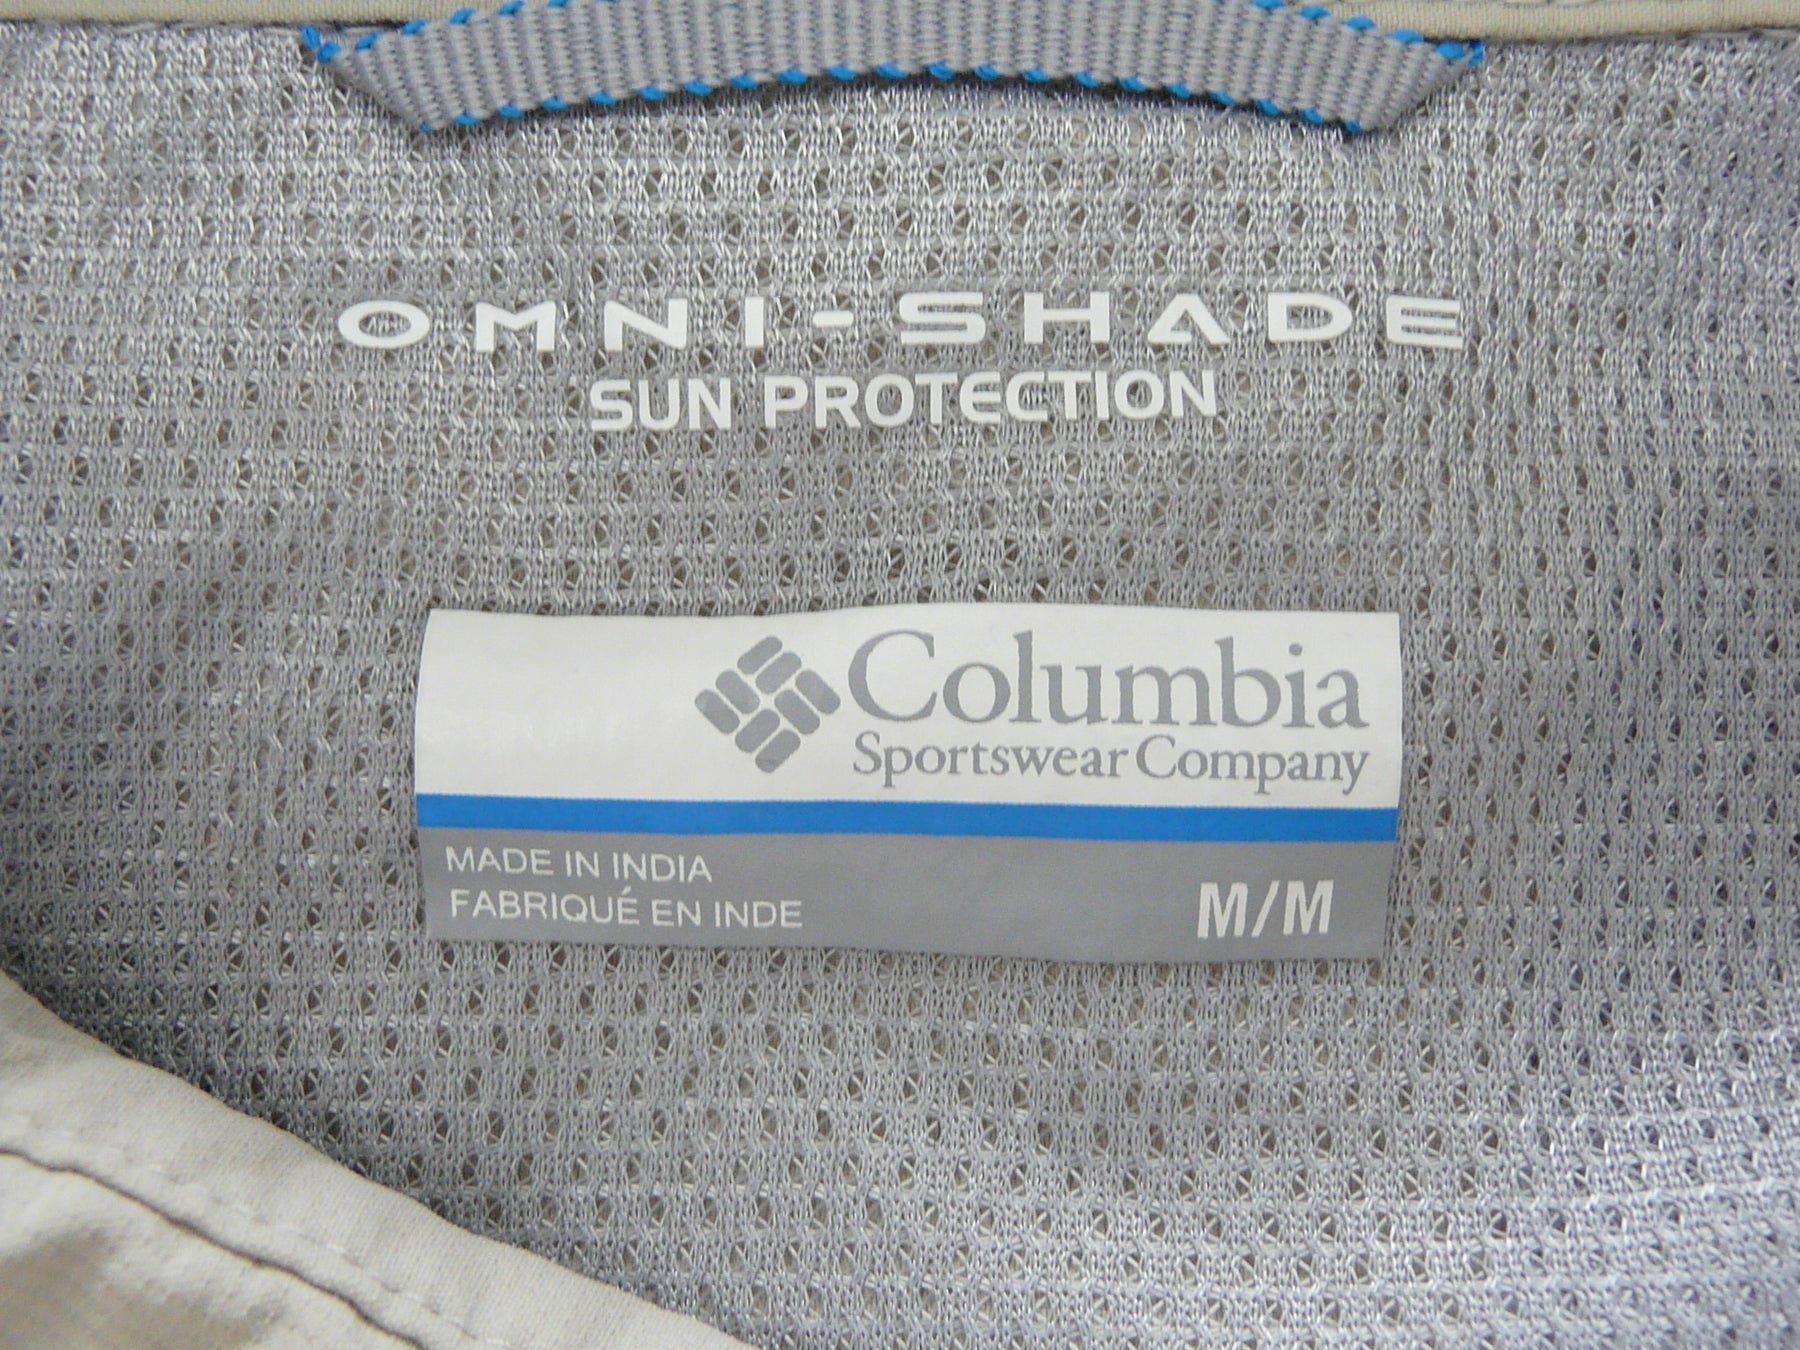 OMNI-SHADE
SUN PROTECTION
Columbia
Sportswear Company
MADE IN INDIA
FABRIQUÉ EN INDE
M/M